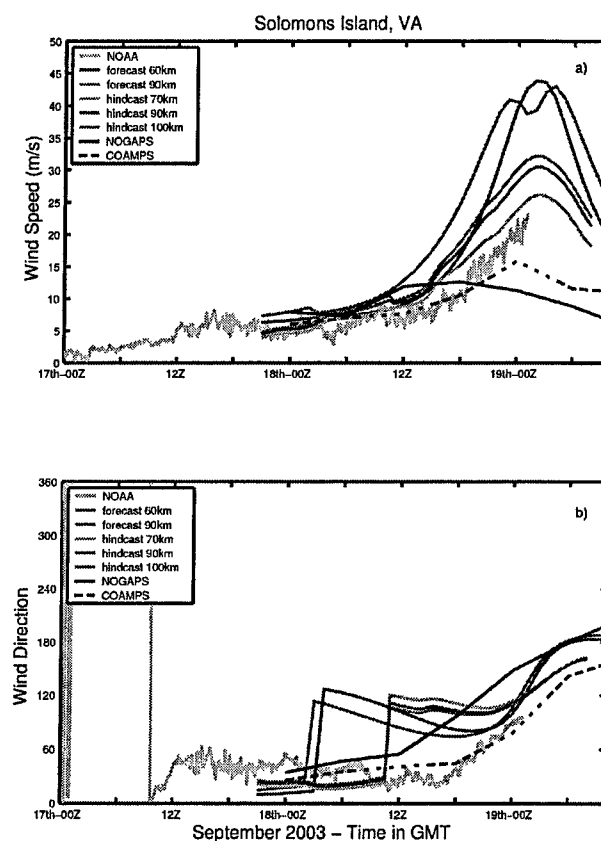 Solomons Island, VA
50
45
40
35
30
25
20
15
10
5
0
Wind Speed (m/s)
NOAA
forecast 60km
forecast 90km
hindcast 70km
hindcast 90km
hindcast 100km
NOGAPS
COAMPS
a)
17th-00Z
12Z
18th-00Z
12Z
19th-00Z
360
300
240
180
120
60
0
Wind Direction
NOAA
forecast 60km
forecast 90km
hindcast 70km
hindcast 90km
hindcast 100km
NOGAPS
COAMPS
b)
17th-00Z
12Z
18th-00Z
12Z
19th-00Z
September 2003 – Time in GMT